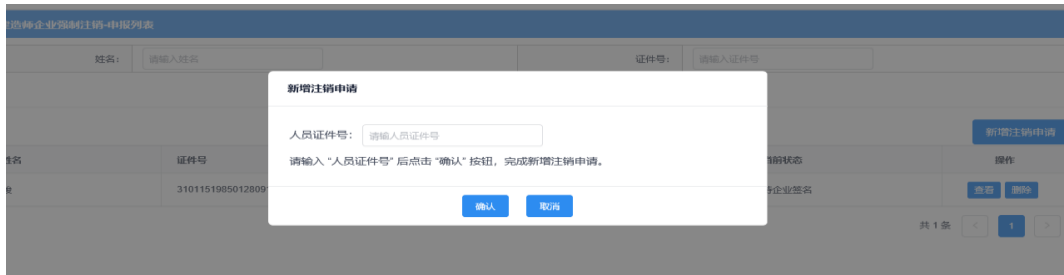 建造师企业强制注销-申报列表
姓名： 请输入姓名 证件号： 请输入证件号
新增注销申请
人员证件号： 请输入人员证件号
请输入 “人员证件号” 后点击 “确认” 按钮，完成新增注销申请。
确认 取消
新增注销申请
姓名 证件号 当前状态 操作
3101151985012809 待企业签名 查看 删除
共 1 条 < 1 >